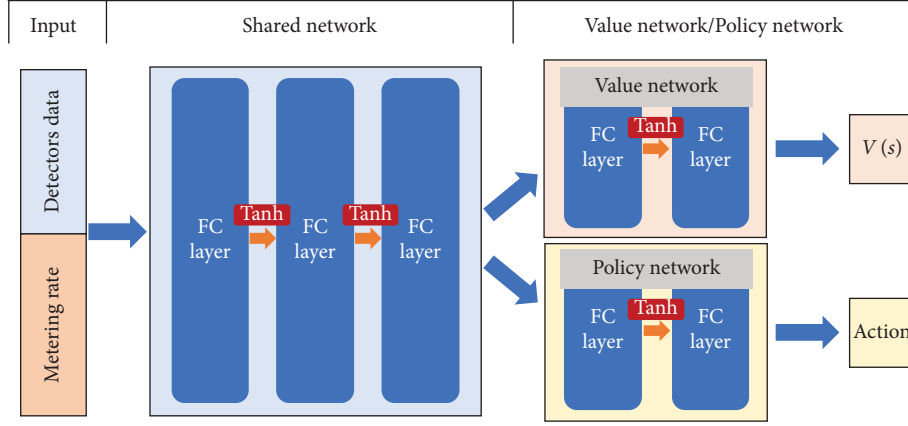 Input
Shared network
Value network/Policy network
Detectors data
Metering rate
FC
layer
Tanh
FC
layer
Tanh
FC
layer
Value network
FC
layer
Tanh
FC
layer
V (s)
Policy network
FC
layer
Tanh
FC
layer
Action